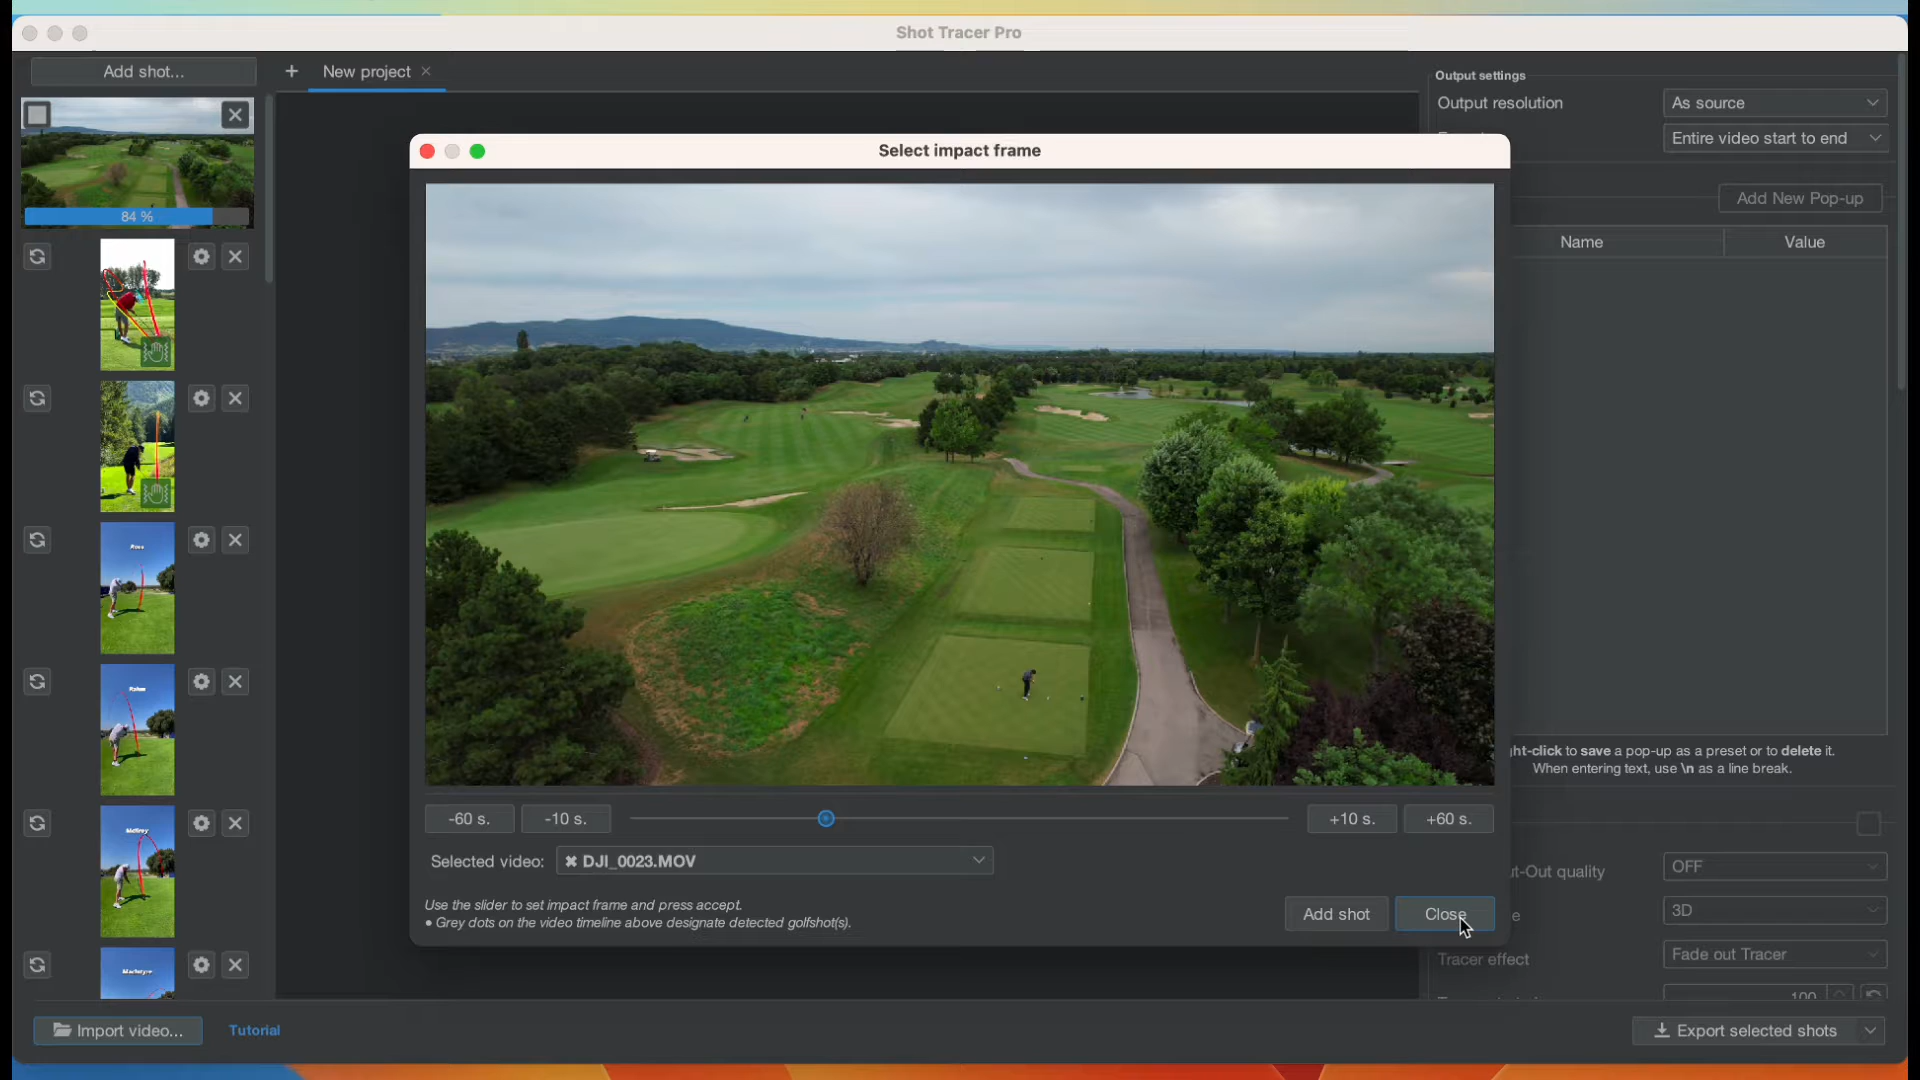 Shot Tracer Pro
Add shot...
+ New project ×
Output settings
Output resolution
As source
Entire video start to end
Select impact frame
84 %
Add New Pop-up
Name
Value
ht-click to save a pop-up as a preset or to delete it.
When entering text, use \n as a line break.
-60 s.
-10 s.
+10 s.
+60 s.
Selected video:
✖ DJI_0023.MOV
t-Out quality
OFF
Use the slider to set impact frame and press accept.
• Grey dots on the video timeline above designate detected golfshot(s).
Add shot
Close
e
3D
Tracer effect
Fade out Tracer
100
Import video...
Tutorial
Export selected shots